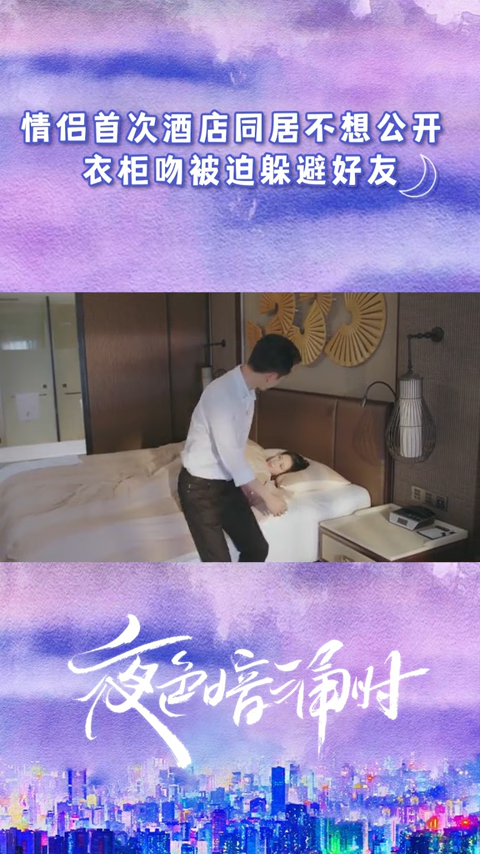 情侣首次酒店同居不想公开
衣柜吻被迫躲避好友
夜色暗涌时